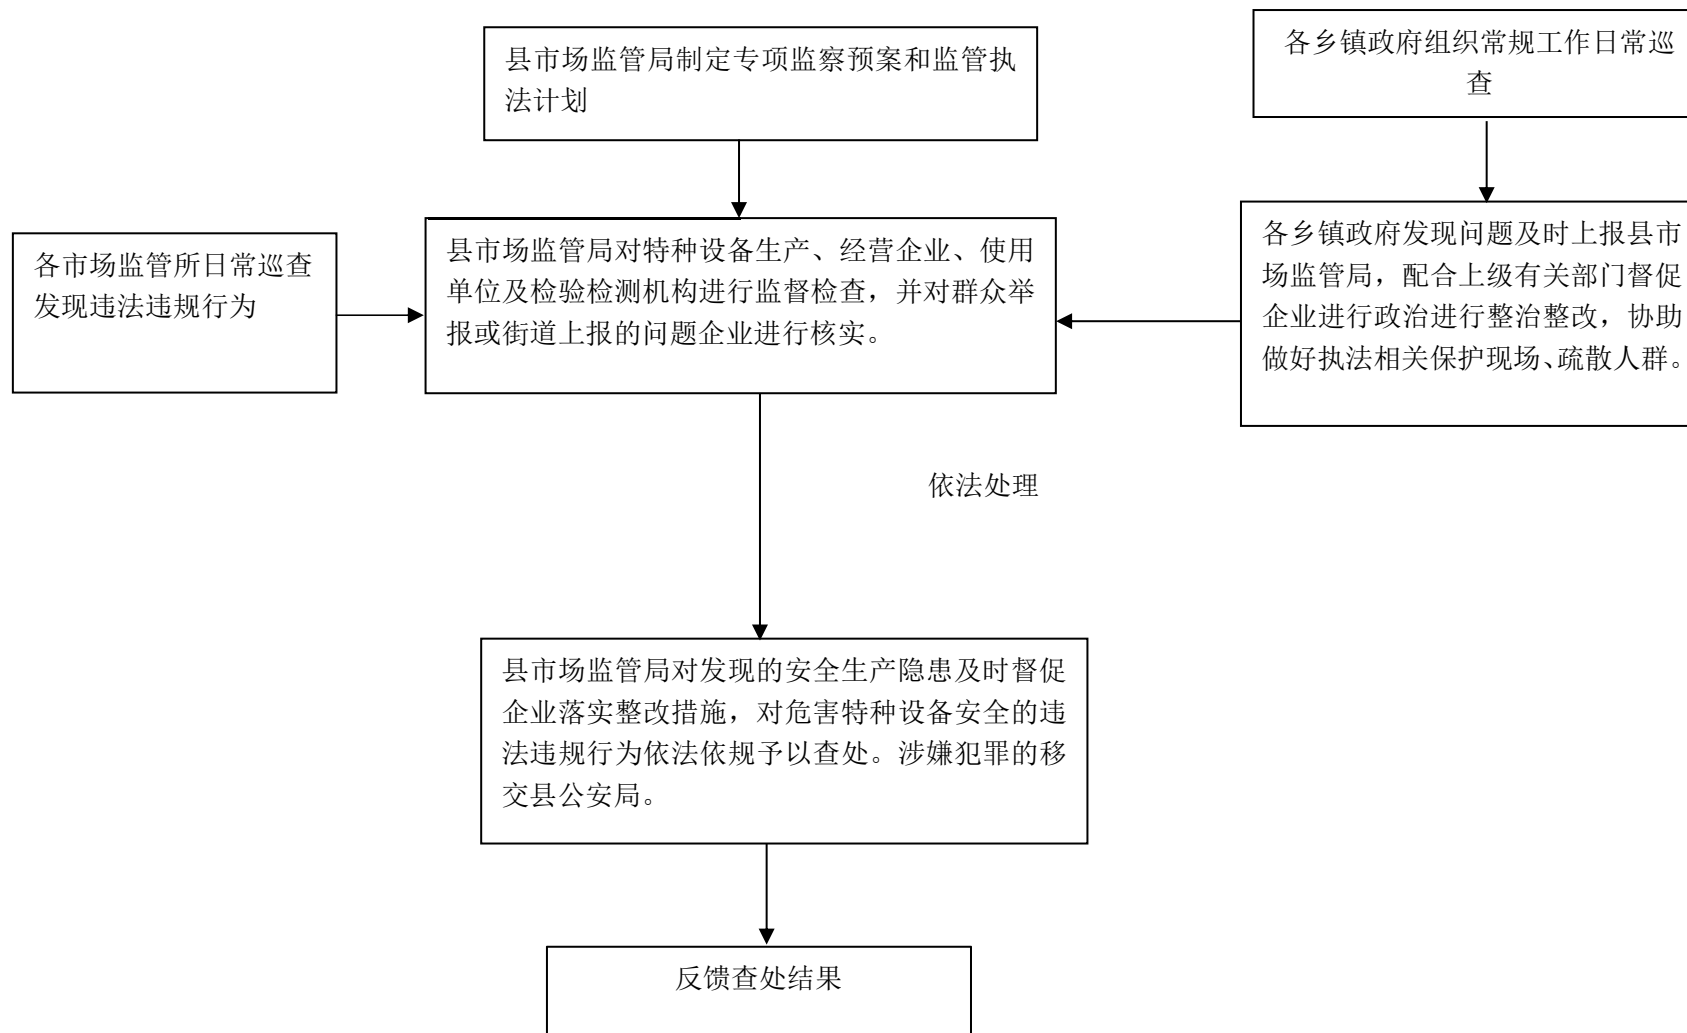 县市场监管局制定专项监察预案和监管执
法计划
各乡镇政府组织常规工作日常巡
查
各市场监管所日常巡查
发现违法违规行为
县市场监管局对特种设备生产、经营企业、使用
单位及检验检测机构进行监督检查，并对群众举
报或街道上报的问题企业进行核实。
各乡镇政府发现问题及时上报县市
场监管局，配合上级有关部门督促
企业进行政治进行整治整改，协助
做好执法相关保护现场、疏散人群。
依法处理
县市场监管局对发现的安全生产隐患及时督促
企业落实整改措施，对危害特种设备安全的违
法违规行为依法依规予以查处。涉嫌犯罪的移
交县公安局。
反馈查处结果